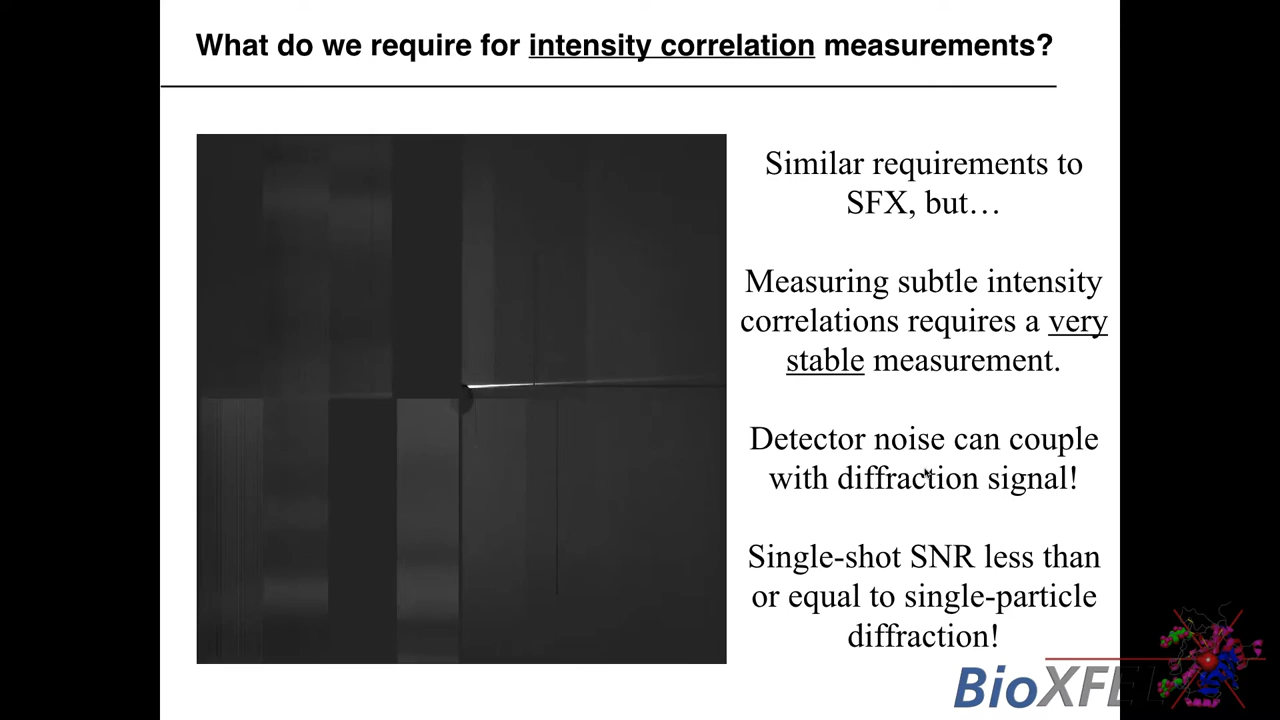 What do we require for intensity correlation measurements?
Similar requirements to
SFX, but…
Measuring subtle intensity
correlations requires a very
stable measurement.
Detector noise can couple
with diffraction signal!
Single-shot SNR less than
or equal to single-particle
diffraction!
BioXFEL